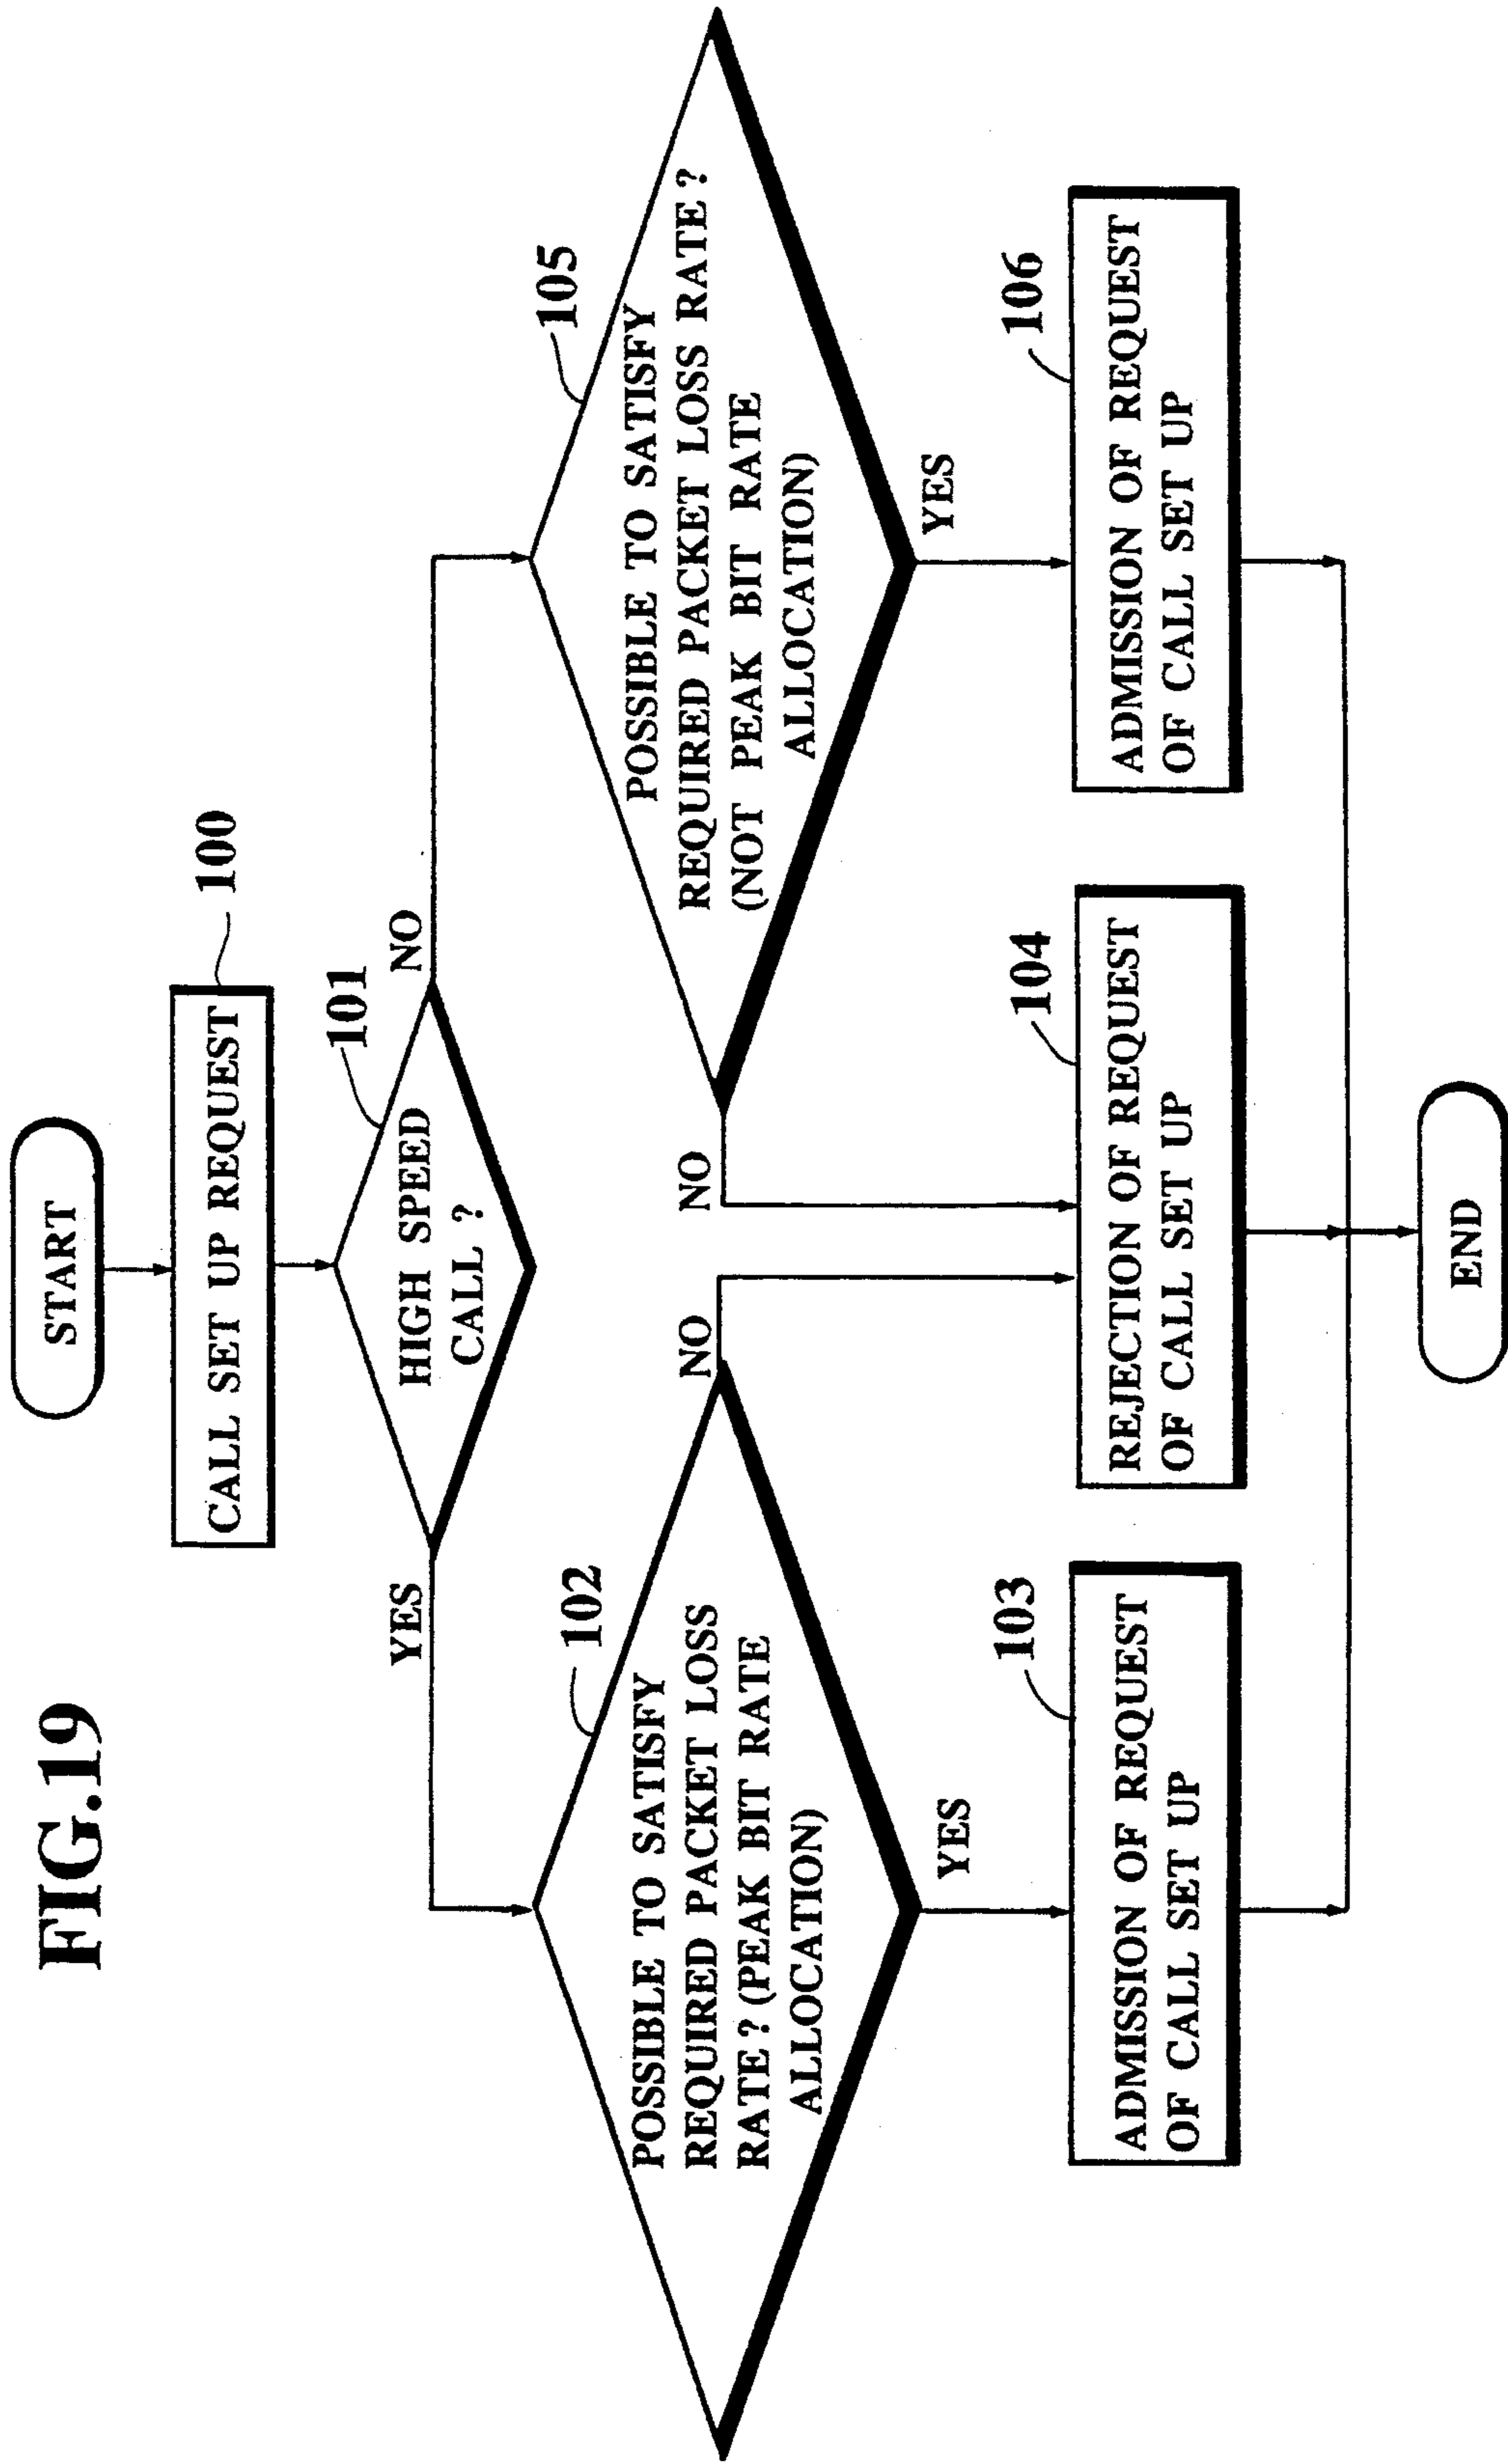 FIG.19
START
CALL SET UP REQUEST
100
HIGH SPEED
CALL ?
101
YES
NO
POSSIBLE TO SATISFY
REQUIRED PACKET LOSS
RATE ? (PEAK BIT RATE
ALLOCATION)
102
NO
YES
POSSIBLE TO SATISFY
REQUIRED PACKET LOSS RATE ?
(NOT PEAK BIT RATE
ALLOCATION)
105
NO
YES
ADMISSION OF REQUEST
OF CALL SET UP
103
REJECTION OF REQUEST
OF CALL SET UP
104
ADMISSION OF REQUEST
OF CALL SET UP
106
END